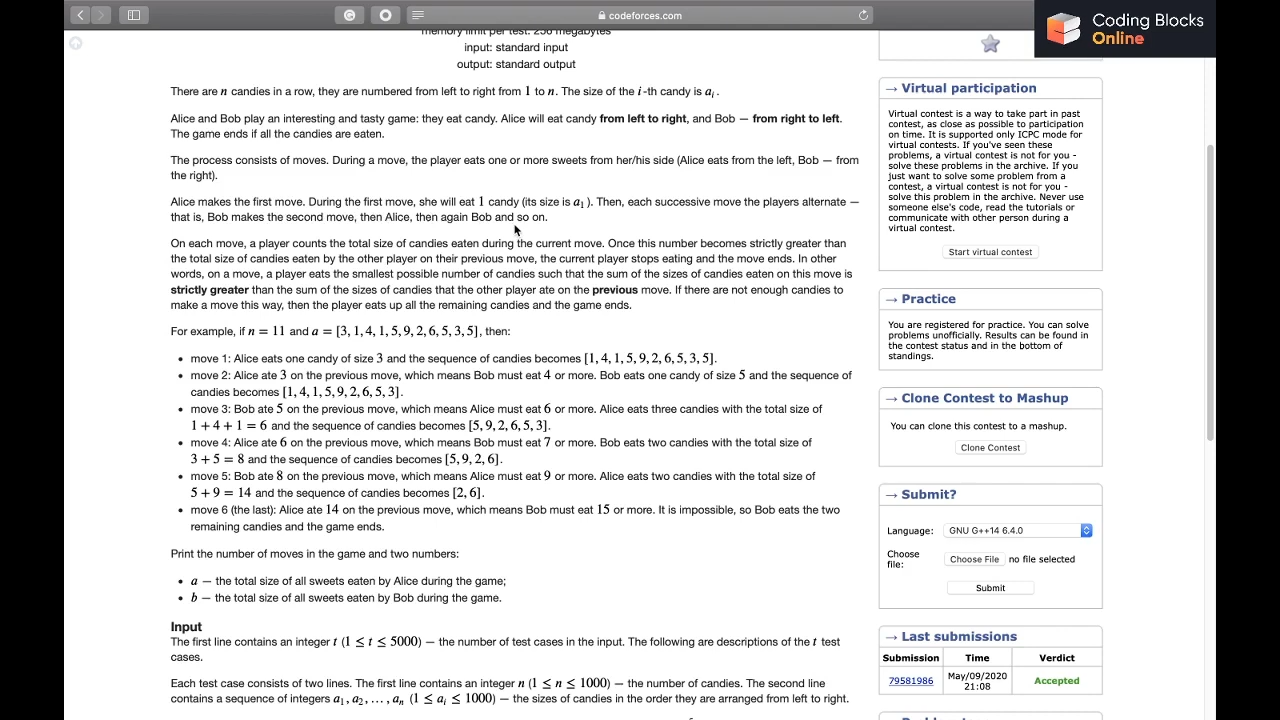 codeforces.com
Coding Blocks
Online
memory limit per test: 256 megabytes
input: standard input
output: standard output
There are n candies in a row, they are numbered from left to right from 1 to n. The size of the i-th candy is aᵢ.
Alice and Bob play an interesting and tasty game: they eat candy. Alice will eat candy from left to right, and Bob — from right to left.
The game ends if all the candies are eaten.
The process consists of moves. During a move, the player eats one or more sweets from her/his side (Alice eats from the left, Bob — from
the right).
Alice makes the first move. During the first move, she will eat 1 candy (its size is a₁). Then, each successive move the players alternate —
that is, Bob makes the second move, then Alice, then again Bob and so on.
On each move, a player counts the total size of candies eaten during the current move. Once this number becomes strictly greater than
the total size of candies eaten by the other player on their previous move, the current player stops eating and the move ends. In other
words, on a move, a player eats the smallest possible number of candies such that the sum of the sizes of candies eaten on this move is
strictly greater than the sum of the sizes of candies that the other player ate on the previous move. If there are not enough candies to
make a move this way, then the player eats up all the remaining candies and the game ends.
For example, if n = 11 and a = [3, 1, 4, 1, 5, 9, 2, 6, 5, 3, 5], then:
• move 1: Alice eats one candy of size 3 and the sequence of candies becomes [1, 4, 1, 5, 9, 2, 6, 5, 3, 5].
• move 2: Alice ate 3 on the previous move, which means Bob must eat 4 or more. Bob eats one candy of size 5 and the sequence of
candies becomes [1, 4, 1, 5, 9, 2, 6, 5, 3].
• move 3: Bob ate 5 on the previous move, which means Alice must eat 6 or more. Alice eats three candies with the total size of
1 + 4 + 1 = 6 and the sequence of candies becomes [5, 9, 2, 6, 5, 3].
• move 4: Alice ate 6 on the previous move, which means Bob must eat 7 or more. Bob eats two candies with the total size of
3 + 5 = 8 and the sequence of candies becomes [5, 9, 2, 6].
• move 5: Bob ate 8 on the previous move, which means Alice must eat 9 or more. Alice eats two candies with the total size of
5 + 9 = 14 and the sequence of candies becomes [2, 6].
• move 6 (the last): Alice ate 14 on the previous move, which means Bob must eat 15 or more. It is impossible, so Bob eats the two
remaining candies and the game ends.
Print the number of moves in the game and two numbers:
• a — the total size of all sweets eaten by Alice during the game;
• b — the total size of all sweets eaten by Bob during the game.
Input
The first line contains an integer t (1 ≤ t ≤ 5000) — the number of test cases in the input. The following are descriptions of the t test
cases.
Each test case consists of two lines. The first line contains an integer n (1 ≤ n ≤ 1000) — the number of candies. The second line
contains a sequence of integers a₁, a₂, …, aₙ (1 ≤ aᵢ ≤ 1000) — the sizes of candies in the order they are arranged from left to right.
→ Virtual participation
Virtual contest is a way to take part in past
contest, as close as possible to participation
on time. It is supported only ICPC mode for
virtual contests. If you've seen these
problems, a virtual contest is not for you -
solve these problems in the archive. If you
just want to solve some problem from a
contest, a virtual contest is not for you -
solve this problem in the archive. Never use
someone else's code, read the tutorials or
communicate with other person during a
virtual contest.
Start virtual contest
→ Practice
You are registered for practice. You can solve
problems unofficially. Results can be found in
the contest status and in the bottom of
standings.
→ Clone Contest to Mashup
You can clone this contest to a mashup.
Clone Contest
→ Submit?
Language: GNU G++14 6.4.0
Choose
file: Choose File no file selected
Submit
→ Last submissions
Submission Time Verdict
79581986 May/09/2020
21:08 Accepted